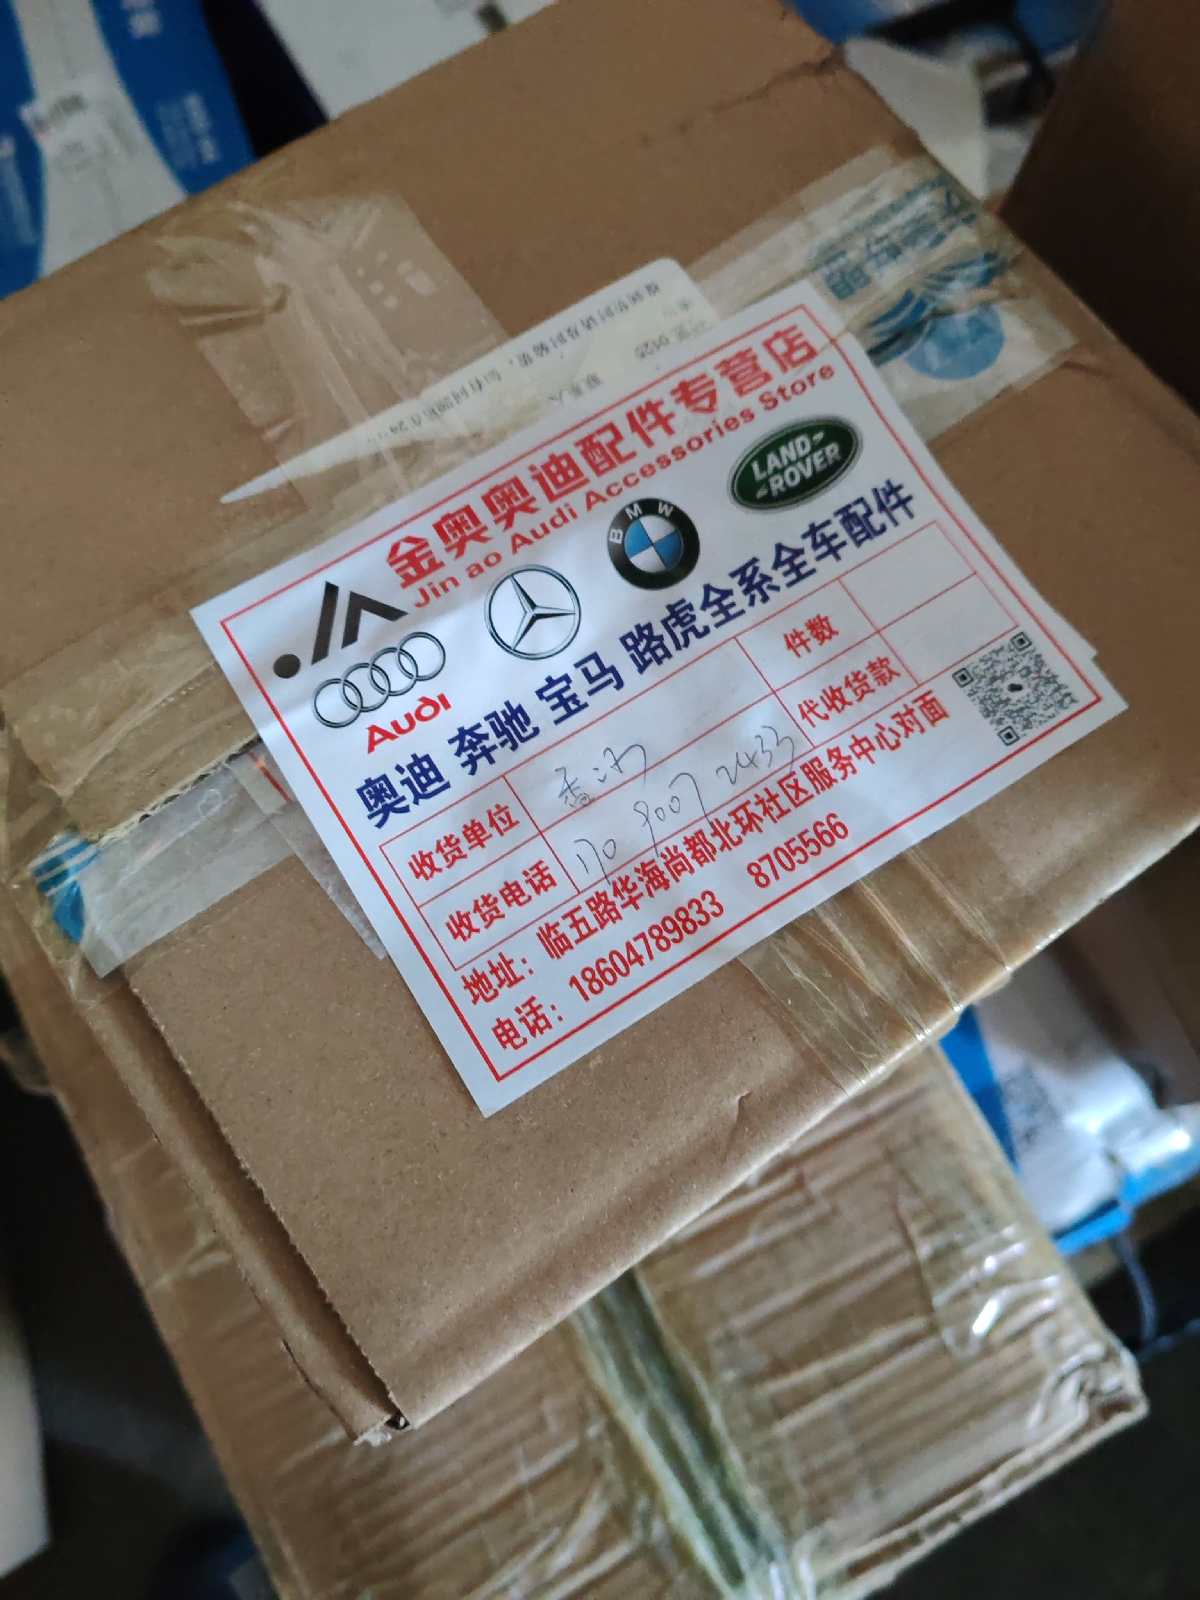 金奥奥迪配件专营店
Jin ao Audi Accessories Store
Audi
BMW
LAND-
-ROVER
奥迪 奔驰 宝马 路虎全系全车配件
收货单位
件数
收货电话 170 9007 2433
代收货款
地址：临五路华海尚都北环社区服务中心对面
电话：18604789833 8705566